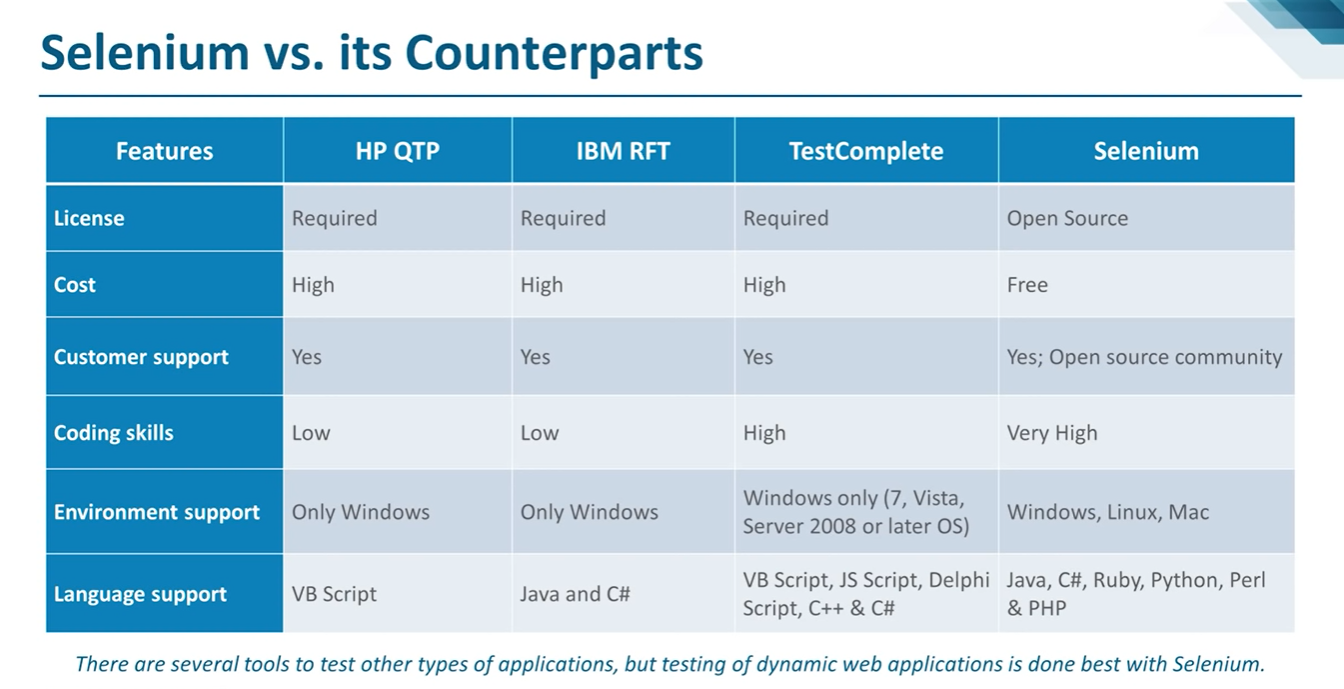 Selenium vs. its Counterparts
Features HP QTP IBM RFT TestComplete Selenium
License Required Required Required Open Source
Cost High High High Free
Customer support Yes Yes Yes Yes; Open source community
Coding skills Low Low High Very High
Environment support Only Windows Only Windows Windows only (7, Vista, Server 2008 or later OS) Windows, Linux, Mac
Language support VB Script Java and C# VB Script, JS Script, Delphi Script, C++ & C# Java, C#, Ruby, Python, Perl & PHP
There are several tools to test other types of applications, but testing of dynamic web applications is done best with Selenium.